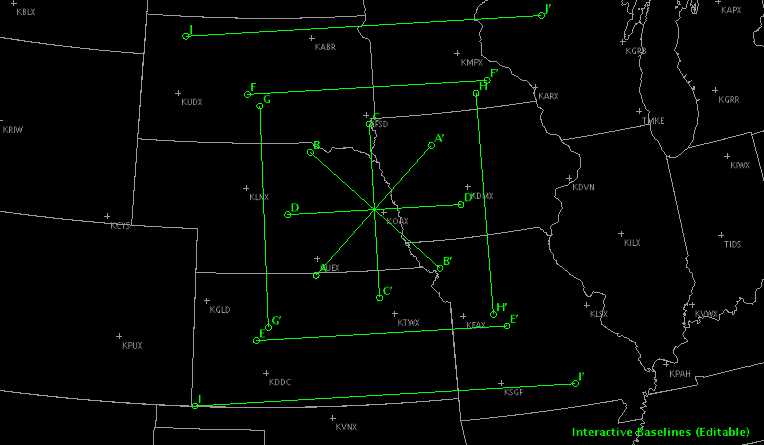 KBLX
KAPX
J'
J
KABR
KGRB
KMPX
F'
F
H
KUDX
KARX
KGRR
G
C
KFSD
TMKE
KRIW
A'
B
KIWX
KDVN
KLNX
KDMX
D
D'
KOAX
KCYS
KILX
TIDS
B'
A
KUEX
C'
KGLD
KLSX
KVWX
H'
G'
KTWX
KEAX
E'
E
KPUX
KDDC
KPAH
I'
KSGF
I
KVNX
Interactive Baselines (Editable)